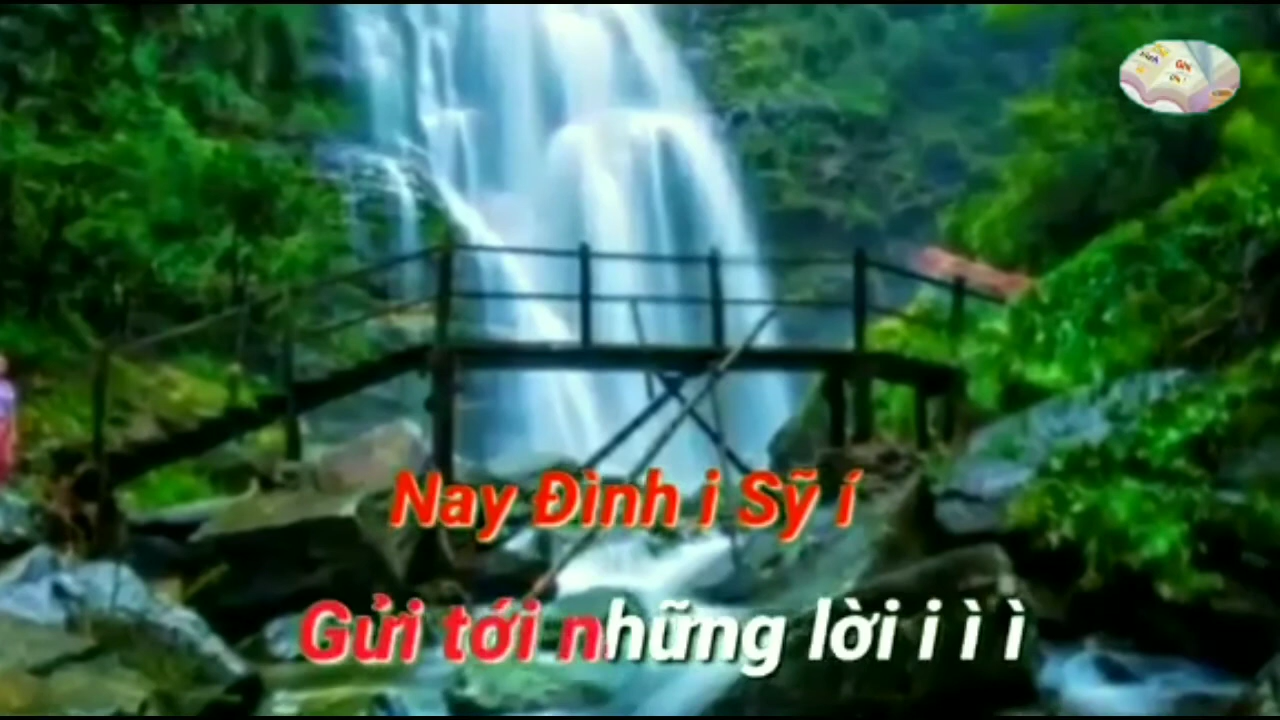 Nay Đình i Sỹ í
Gửi tới những lời i ì ì